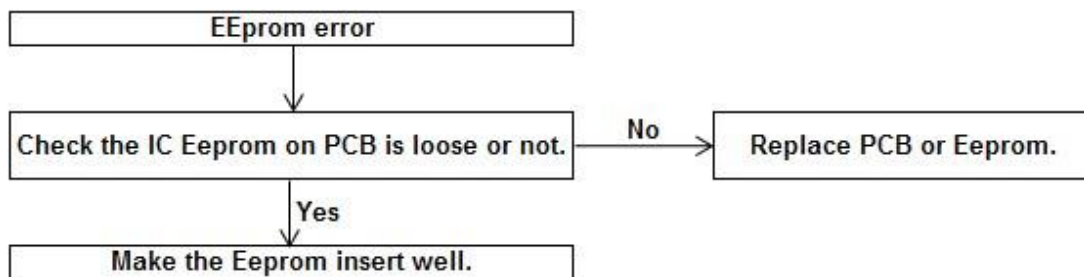 EEprom error
Check the IC Eeprom on PCB is loose or not.
No
Replace PCB or Eeprom.
Yes
Make the Eeprom insert well.